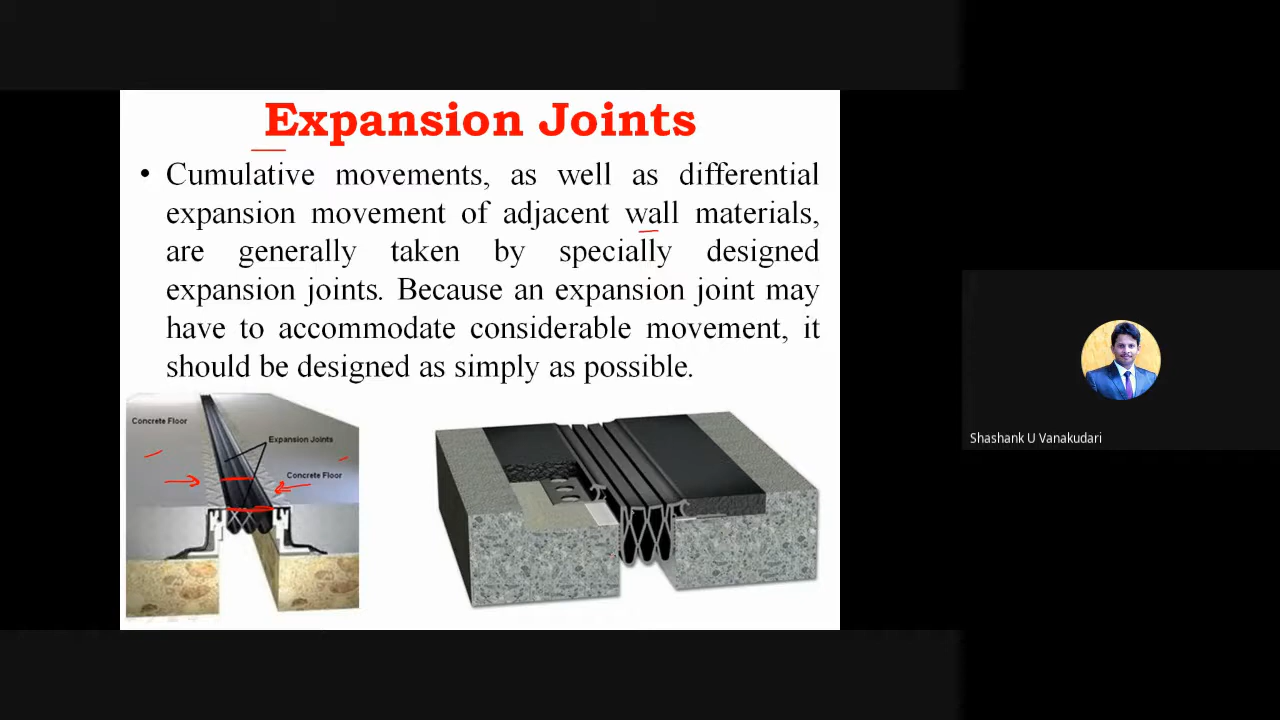 Expansion Joints
• Cumulative movements, as well as differential
expansion movement of adjacent wall materials,
are generally taken by specially designed
expansion joints. Because an expansion joint may
have to accommodate considerable movement, it
should be designed as simply as possible.
Concrete Floor
Expansion Joints
Concrete Floor
Shashank U Vanakudari